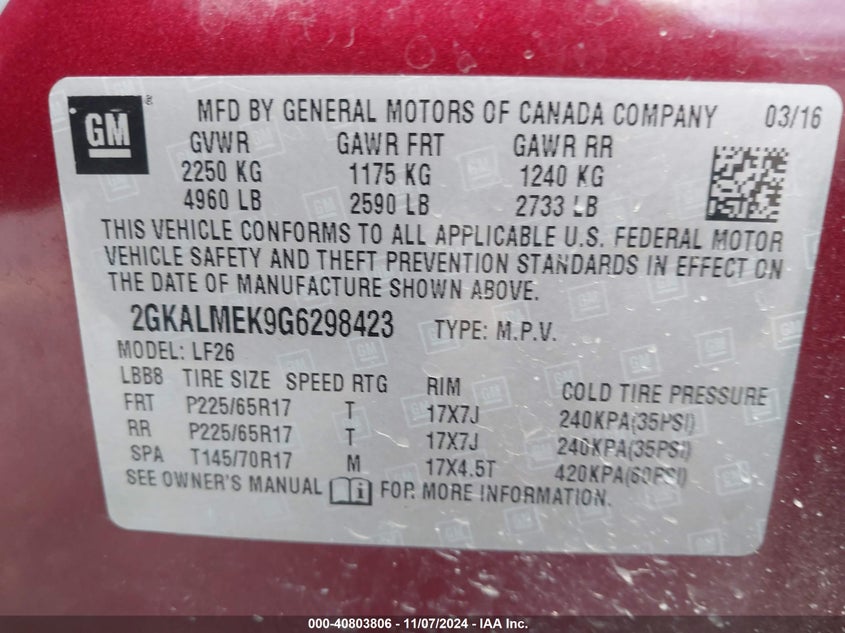 GM ®
MFD BY GENERAL MOTORS OF CANADA COMPANY 03/16
GVWR GAWR FRT GAWR RR
2250 KG 1175 KG 1240 KG
4960 LB 2590 LB 2733 LB
THIS VEHICLE CONFORMS TO ALL APPLICABLE U.S. FEDERAL MOTOR
VEHICLE SAFETY AND THEFT PREVENTION STANDARDS IN EFFECT ON
THE DATE OF MANUFACTURE SHOWN ABOVE.
2GKALMEK9G6298423 TYPE: M.P.V.
MODEL: LF26
LBB8 TIRE SIZE SPEED RTG RIM COLD TIRE PRESSURE
FRT P225/65R17 T 17X7J 240KPA(35PSI)
RR P225/65R17 T 17X7J 240KPA(35PSI)
SPA T145/70R17 M 17X4.5T 420KPA(60PSI)
SEE OWNER'S MANUAL FOR MORE INFORMATION.
000-40803806 - 11/07/2024 - IAA Inc.